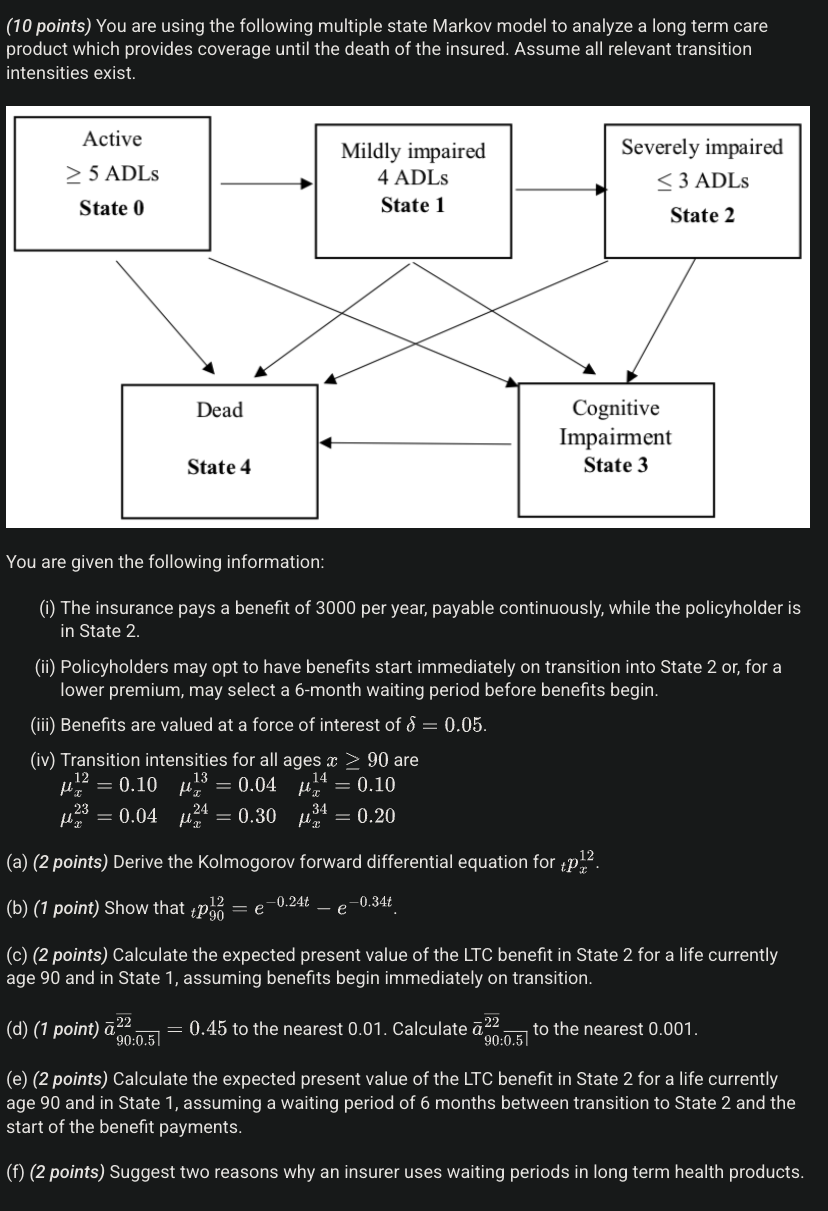 (10 points) You are using the following multiple state Markov model to analyze a long term care
product which provides coverage until the death of the insured. Assume all relevant transition
intensities exist.
Active
≥ 5 ADLs
State 0
Mildly impaired
4 ADLs
State 1
Severely impaired
≤ 3 ADLs
State 2
Dead
State 4
Cognitive
Impairment
State 3
You are given the following information:
(i) The insurance pays a benefit of 3000 per year, payable continuously, while the policyholder is
in State 2.
(ii) Policyholders may opt to have benefits start immediately on transition into State 2 or, for a
lower premium, may select a 6-month waiting period before benefits begin.
(iii) Benefits are valued at a force of interest of δ = 0.05.
(iv) Transition intensities for all ages x ≥ 90 are
μ_x^{12} = 0.10 μ_x^{13} = 0.04 μ_x^{14} = 0.10
μ_x^{23} = 0.04 μ_x^{24} = 0.30 μ_x^{34} = 0.20
(a) (2 points) Derive the Kolmogorov forward differential equation for {}_tp_x^{12}.
(b) (1 point) Show that {}_tp_{90}^{12} = e^{-0.24t} − e^{-0.34t}.
(c) (2 points) Calculate the expected present value of the LTC benefit in State 2 for a life currently
age 90 and in State 1, assuming benefits begin immediately on transition.
(d) (1 point) \bar{a}_{90:\overline{0.5|}}^{\overline{22}} = 0.45 to the nearest 0.01. Calculate \bar{a}_{90:\overline{0.5|}}^{\overline{22}} to the nearest 0.001.
(e) (2 points) Calculate the expected present value of the LTC benefit in State 2 for a life currently
age 90 and in State 1, assuming a waiting period of 6 months between transition to State 2 and the
start of the benefit payments.
(f) (2 points) Suggest two reasons why an insurer uses waiting periods in long term health products.